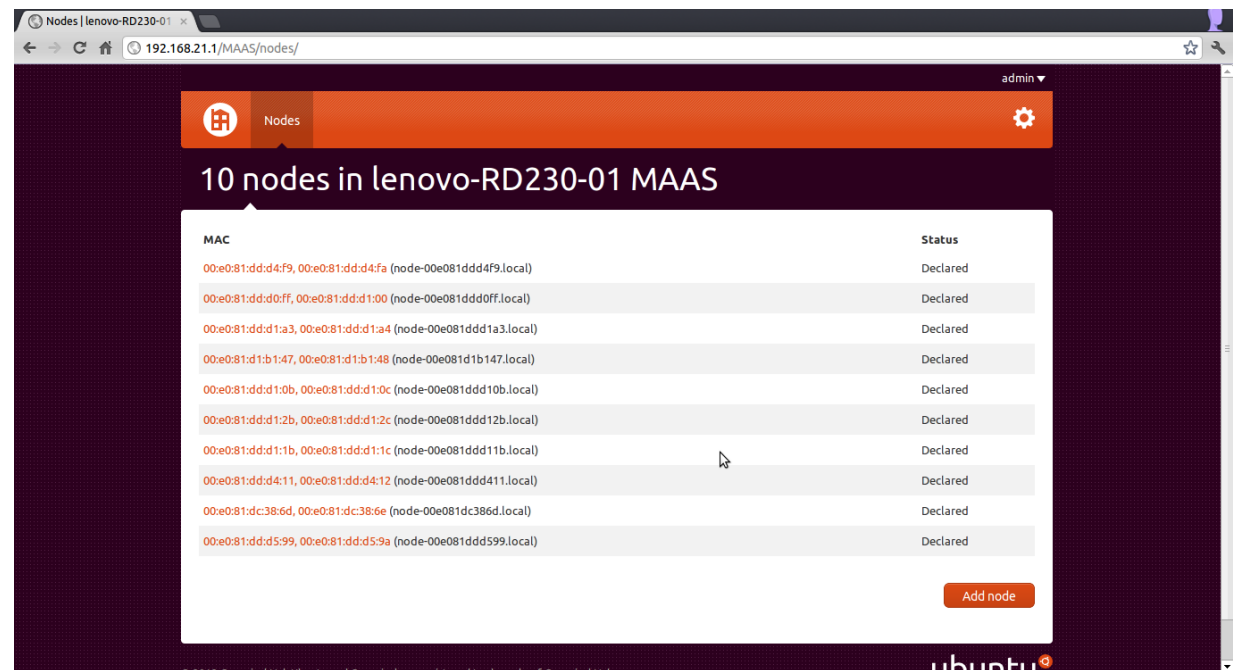 Nodes | lenovo-RD230-01
192.168.21.1/MAAS/nodes/
admin
Nodes
10 nodes in lenovo-RD230-01 MAAS
MAC Status
00:e0:81:dd:d4:f9, 00:e0:81:dd:d4:fa (node-00e081ddd4f9.local) Declared
00:e0:81:dd:d0:ff, 00:e0:81:dd:d1:00 (node-00e081ddd0ff.local) Declared
00:e0:81:dd:d1:a3, 00:e0:81:dd:d1:a4 (node-00e081ddd1a3.local) Declared
00:e0:81:d1:b1:47, 00:e0:81:d1:b1:48 (node-00e081d1b147.local) Declared
00:e0:81:dd:d1:0b, 00:e0:81:dd:d1:0c (node-00e081ddd10b.local) Declared
00:e0:81:dd:d1:2b, 00:e0:81:dd:d1:2c (node-00e081ddd12b.local) Declared
00:e0:81:dd:d1:1b, 00:e0:81:dd:d1:1c (node-00e081ddd11b.local) Declared
00:e0:81:dd:d4:11, 00:e0:81:dd:d4:12 (node-00e081ddd411.local) Declared
00:e0:81:dc:38:6d, 00:e0:81:dc:38:6e (node-00e081dc386d.local) Declared
00:e0:81:dd:d5:99, 00:e0:81:dd:d5:9a (node-00e081ddd599.local) Declared
Add node
ubuntu